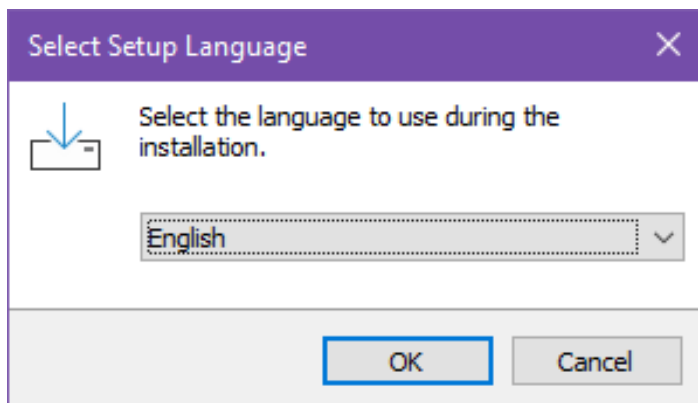 Select Setup Language
Select the language to use during the
installation.
English
OK
Cancel